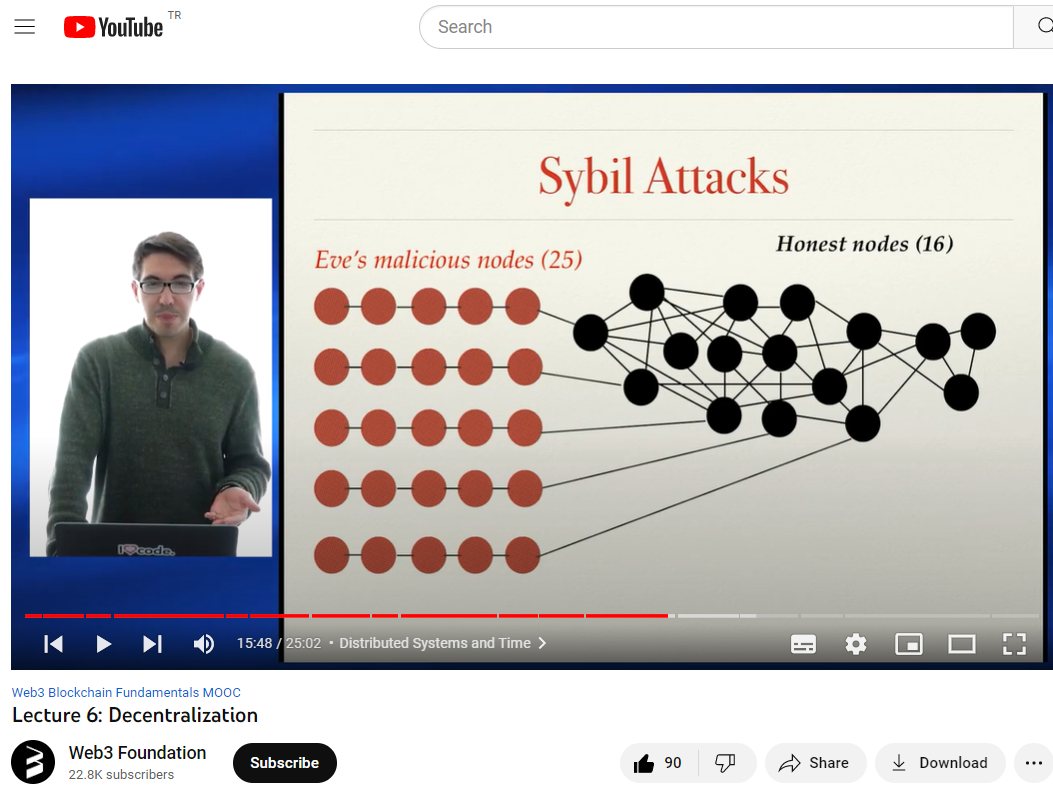 YouTube TR
Search
Sybil Attacks
Eve's malicious nodes (25)
Honest nodes (16)
I code.
15:48 / 25:02 • Distributed Systems and Time
Web3 Blockchain Fundamentals MOOC
Lecture 6: Decentralization
Web3 Foundation
22.8K subscribers
Subscribe
90
Share
Download